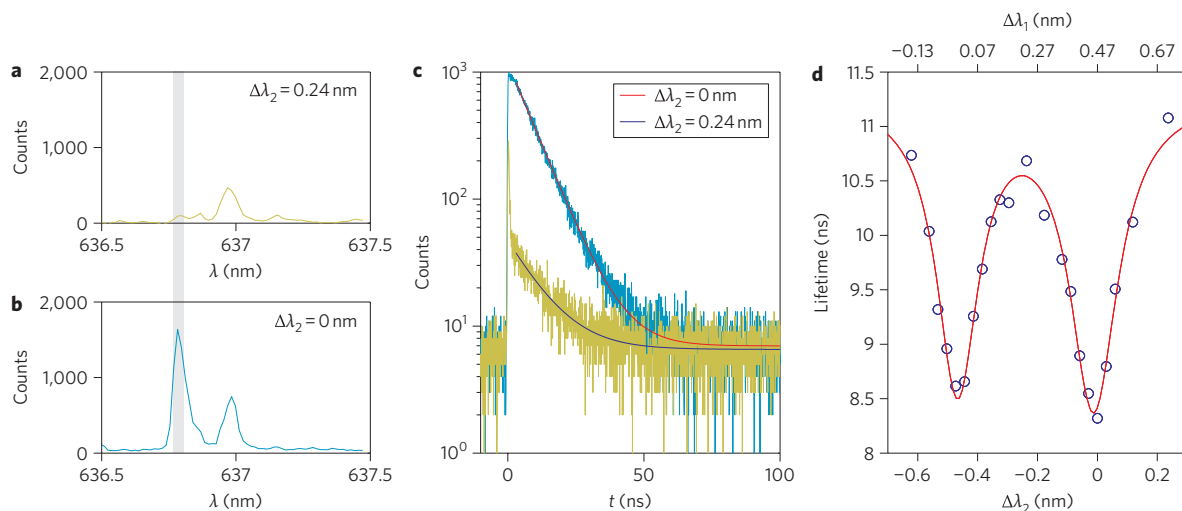 a
2,000
1,000
0
Counts
Δλ₂ = 0.24 nm
636.5 637 637.5
λ (nm)
b
2,000
1,000
0
Counts
Δλ₂ = 0 nm
636.5 637 637.5
λ (nm)
c
10³
10²
10¹
10⁰
Counts
Δλ₂ = 0 nm
Δλ₂ = 0.24 nm
0 50 100
t (ns)
Δλ₁ (nm)
−0.13 0.07 0.27 0.47 0.67
d
11.5
11
10.5
10
9.5
9
8.5
8
Lifetime (ns)
−0.6 −0.4 −0.2 0 0.2
Δλ₂ (nm)